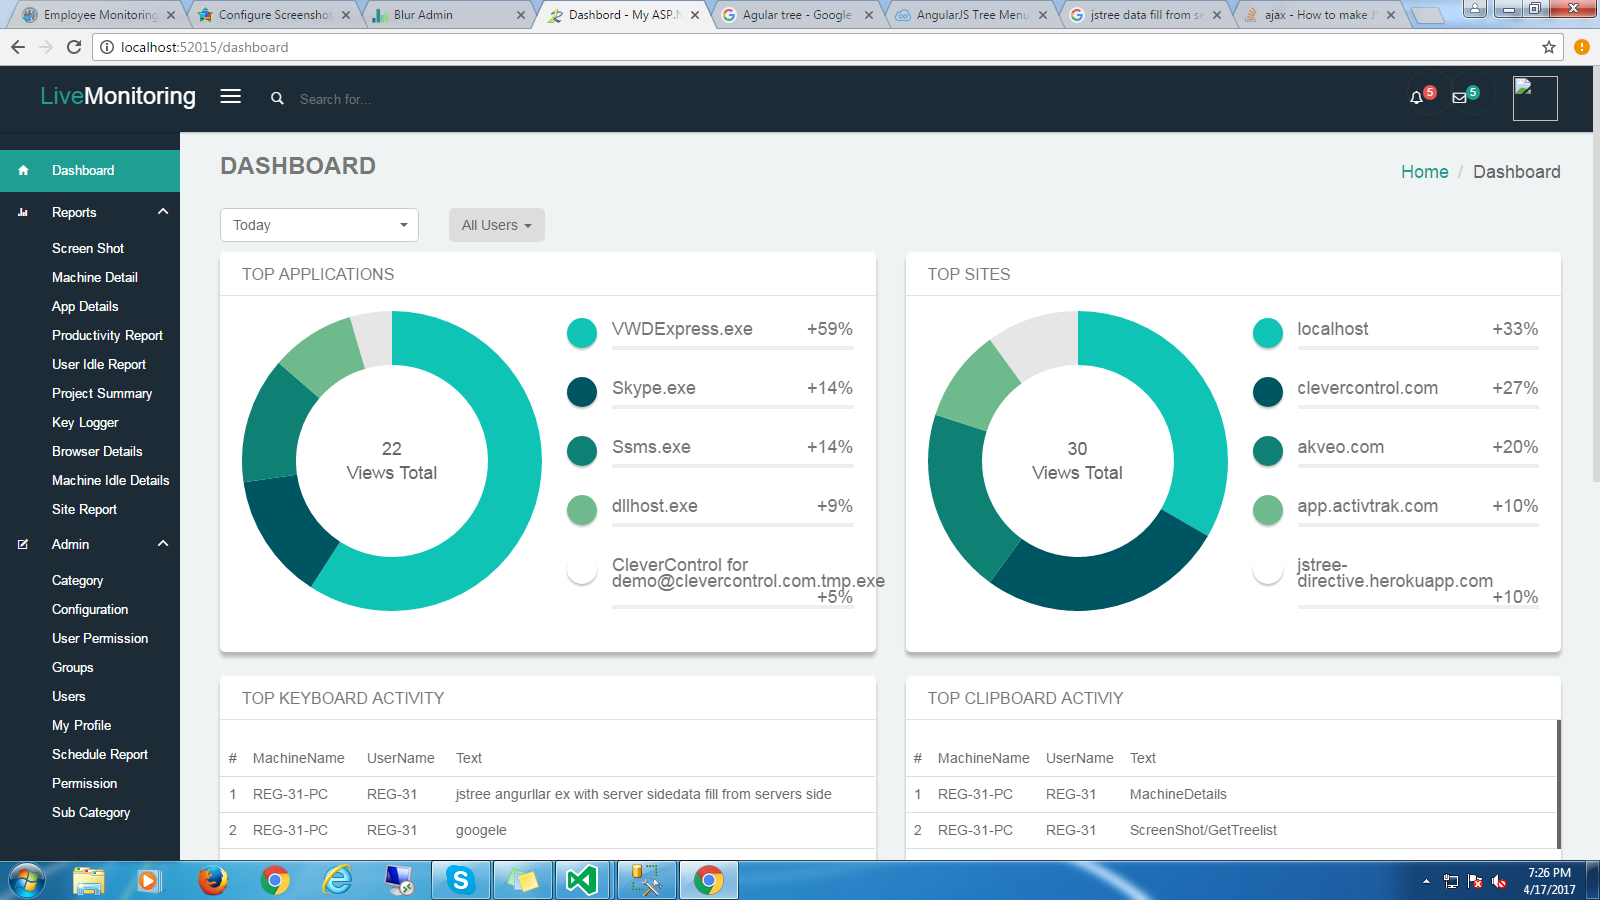 Employee Monitoring
Configure Screenshot
Blur Admin
Dashbord - My ASP.N
Agular tree - Google
AngularJS Tree Menu
jstree data fill from se
ajax - How to make JS
localhost:52015/dashboard
LiveMonitoring
Search for...
5
5
Dashboard
Reports
Screen Shot
Machine Detail
App Details
Productivity Report
User Idle Report
Project Summary
Key Logger
Browser Details
Machine Idle Details
Site Report
Admin
Category
Configuration
User Permission
Groups
Users
My Profile
Schedule Report
Permission
Sub Category
DASHBOARD
Home / Dashboard
Today
All Users
TOP APPLICATIONS
22
Views Total
VWDExpress.exe +59%
Skype.exe +14%
Ssms.exe +14%
dllhost.exe +9%
CleverControl for
demo@clevercontrol.com.tmp.exe
+5%
TOP SITES
30
Views Total
localhost +33%
clevercontrol.com +27%
akveo.com +20%
app.activtrak.com +10%
jstree-
directive.herokuapp.com
+10%
TOP KEYBOARD ACTIVITY
# MachineName UserName Text
1 REG-31-PC REG-31 jstree angurllar ex with server sidedata fill from servers side
2 REG-31-PC REG-31 googele
TOP CLIPBOARD ACTIVIY
# MachineName UserName Text
1 REG-31-PC REG-31 MachineDetails
2 REG-31-PC REG-31 ScreenShot/GetTreelist
7:26 PM
4/17/2017